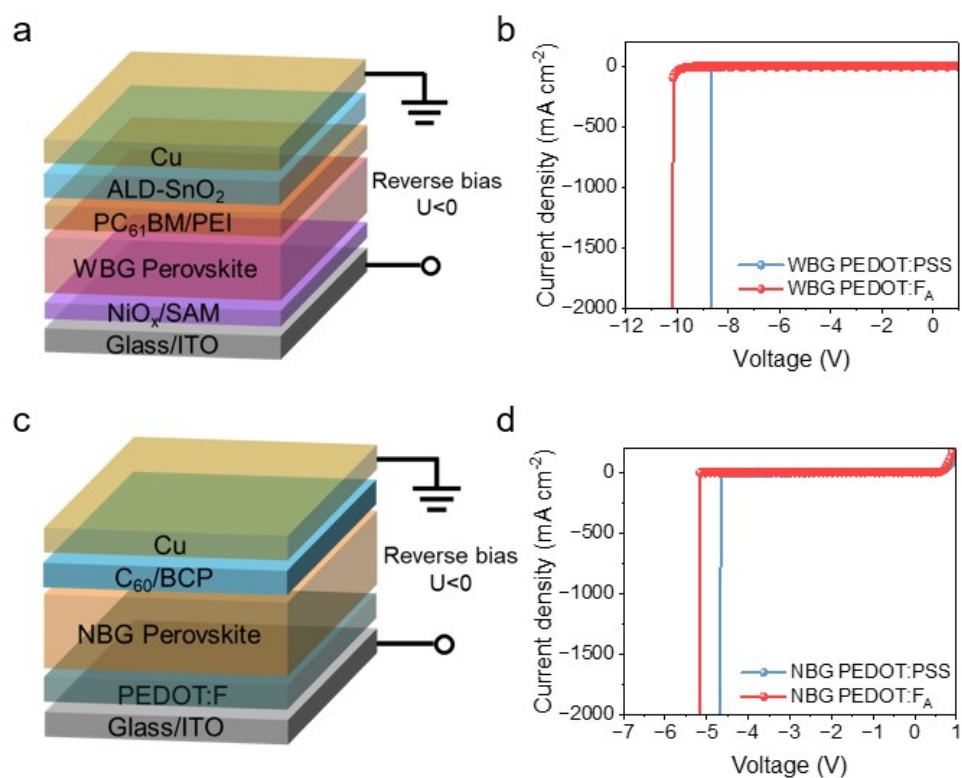 a
Cu
ALD-SnO₂
PC₆₁BM/PEI
WBG Perovskite
NiOₓ/SAM
Glass/ITO
Reverse bias
U<0
b
Current density (mA cm⁻²)
0
−500
−1000
−1500
−2000
WBG PEDOT:PSS
WBG PEDOT:F_A
−12 −10 −8 −6 −4 −2 0
Voltage (V)
c
Cu
C₆₀/BCP
NBG Perovskite
PEDOT:F
Glass/ITO
Reverse bias
U<0
d
Current density (mA cm⁻²)
0
−500
−1000
−1500
−2000
NBG PEDOT:PSS
NBG PEDOT:F_A
−7 −6 −5 −4 −3 −2 −1 0 1
Voltage (V)